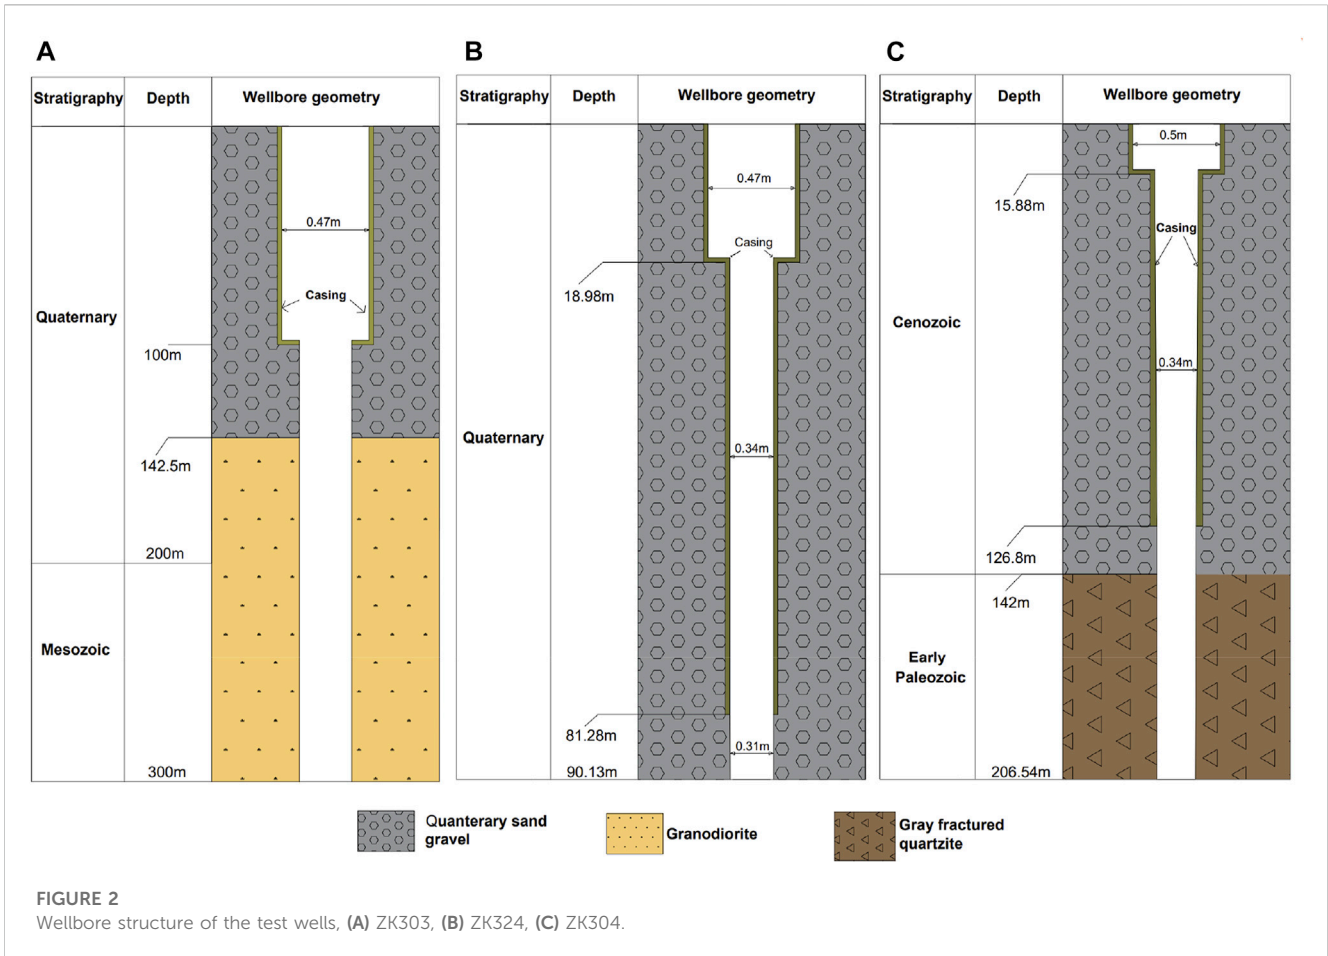 A
Stratigraphy Depth Wellbore geometry
0.47m
Casing
Quaternary
100m
142.5m
200m
Mesozoic
300m
B
Stratigraphy Depth Wellbore geometry
0.47m
Casing
18.98m
Quaternary
0.34m
81.28m
0.31m
90.13m
C
Stratigraphy Depth Wellbore geometry
0.5m
15.88m
Casing
Cenozoic
0.34m
126.8m
142m
Early
Paleozoic
206.54m
Quanterary sand
gravel
Granodiorite
Gray fractured
quartzite
FIGURE 2
Wellbore structure of the test wells, (A) ZK303, (B) ZK324, (C) ZK304.